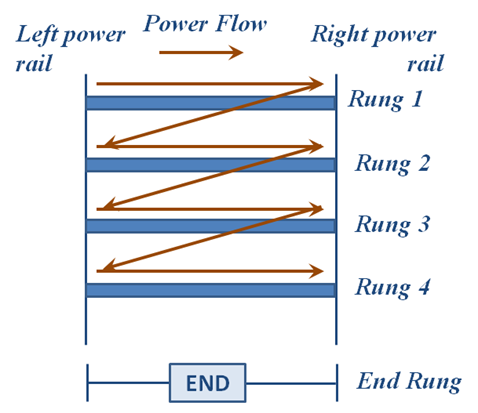 Left power rail
Power Flow
Right power rail
Rung 1
Rung 2
Rung 3
Rung 4
END
End Rung